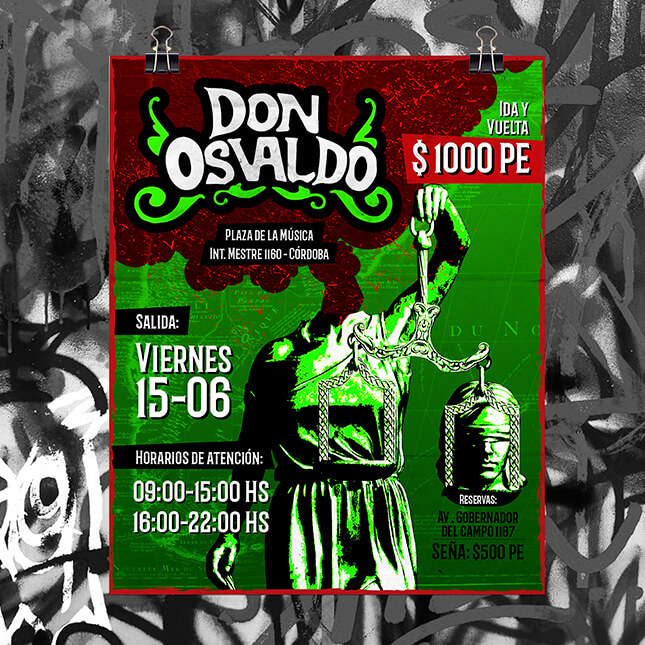 DON
OSVALDO
IDA Y
VUELTA
$ 1000 PE
PLAZA DE LA MÚSICA
INT. MESTRE 1160 - CÓRDOBA
SALIDA:
VIERNES
15-06
HORARIOS DE ATENCIÓN:
09:00-15:00 HS
16:00-22:00 HS
RESERVAS:
AV. GOBERNADOR
DEL CAMPO 1187
SEÑA: $500 PE